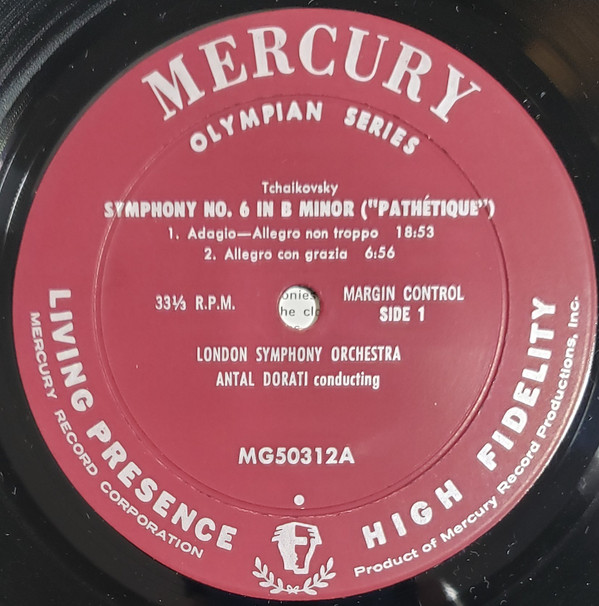 MERCURY
OLYMPIAN SERIES
Tchaikovsky
SYMPHONY NO. 6 IN B MINOR ("PATHÉTIQUE")
1. Adagio—Allegro non troppo 18:53
2. Allegro con grazia 6:56
33⅓ R.P.M.
MARGIN CONTROL
SIDE 1
LONDON SYMPHONY ORCHESTRA
ANTAL DORATI conducting
MG50312A
LIVING PRESENCE
MERCURY RECORD CORPORATION
HIGH FIDELITY
Product of Mercury Record Productions, Inc.